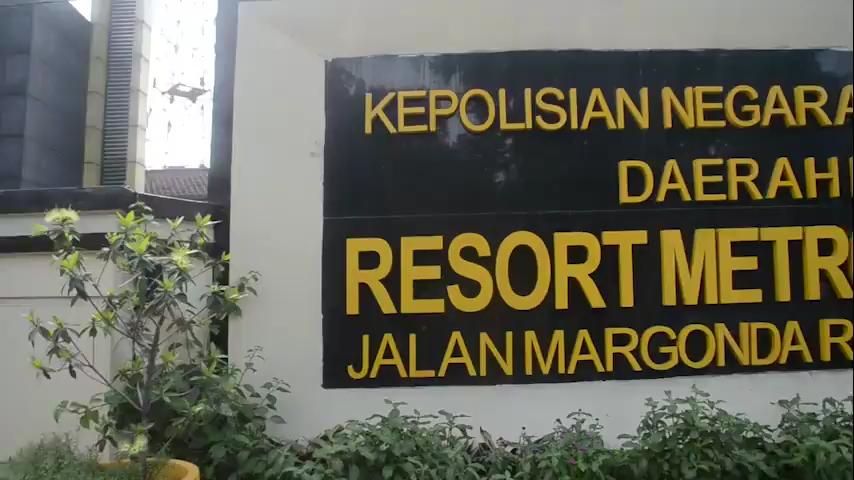 KEPOLISIAN NEGARA
DAERAH
RESORT METR
JALAN MARGONDA R